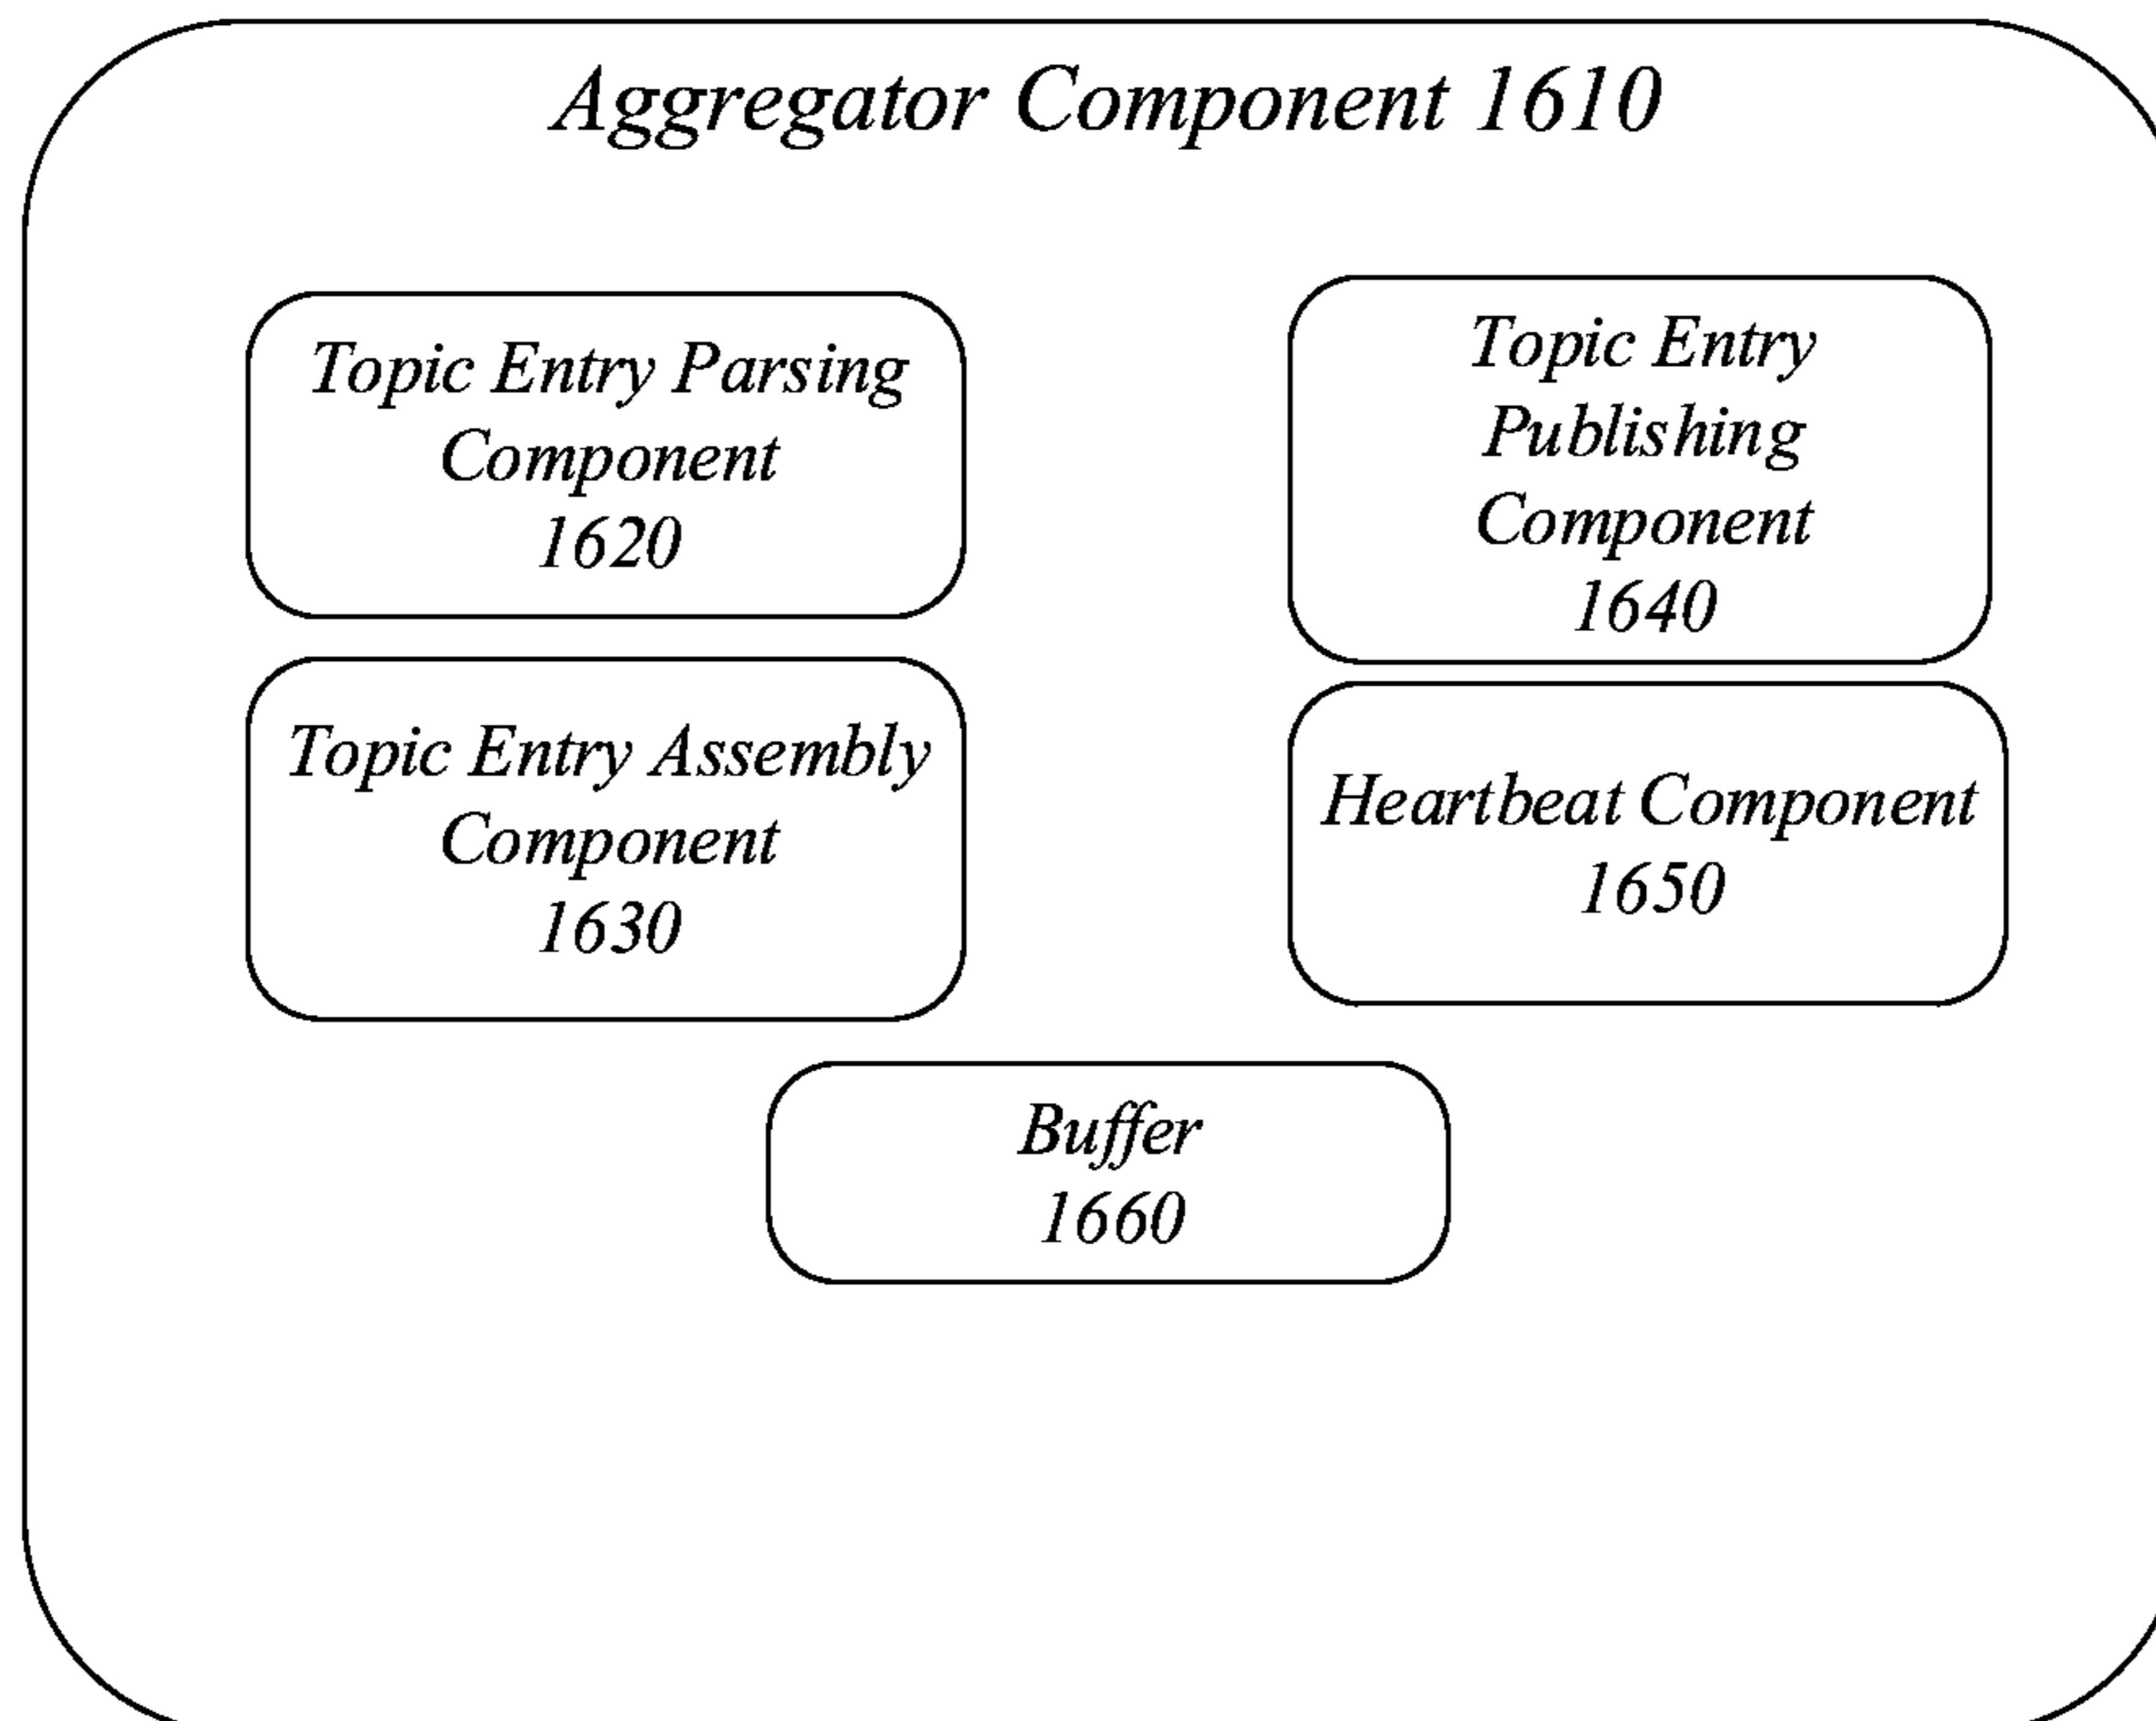 Aggregator Component 1610
Topic Entry Parsing
Component
1620
Topic Entry
Publishing
Component
1640
Topic Entry Assembly
Component
1630
Heartbeat Component
1650
Buffer
1660